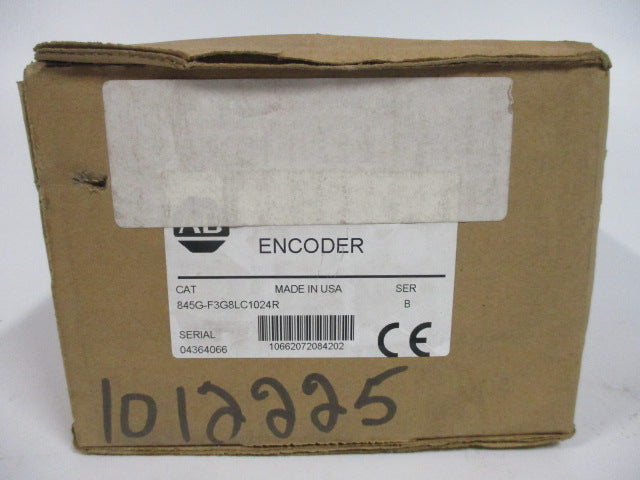 AB
ENCODER
CAT MADE IN USA SER
845G-F3G8LC1024R B
SERIAL
04364066 10662072084202
CE
1012225